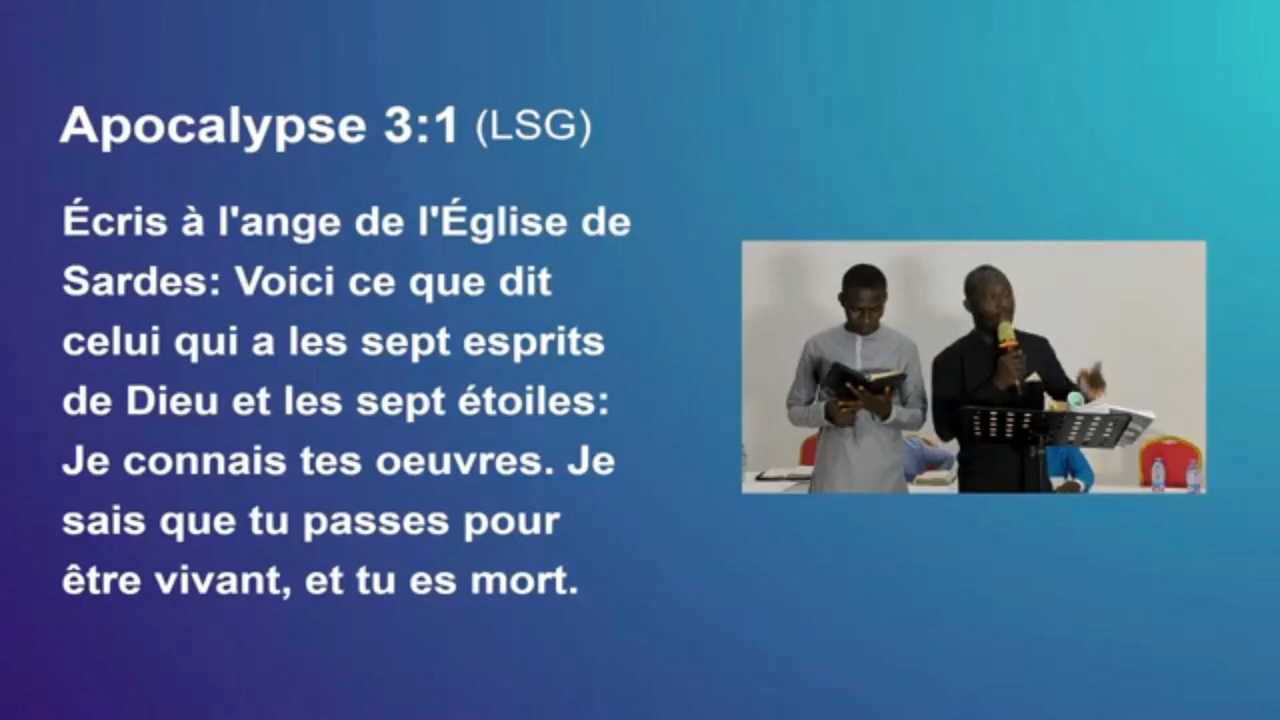 Apocalypse 3:1 (LSG)
Écris à l'ange de l'Église de
Sardes: Voici ce que dit
celui qui a les sept esprits
de Dieu et les sept étoiles:
Je connais tes oeuvres. Je
sais que tu passes pour
être vivant, et tu es mort.